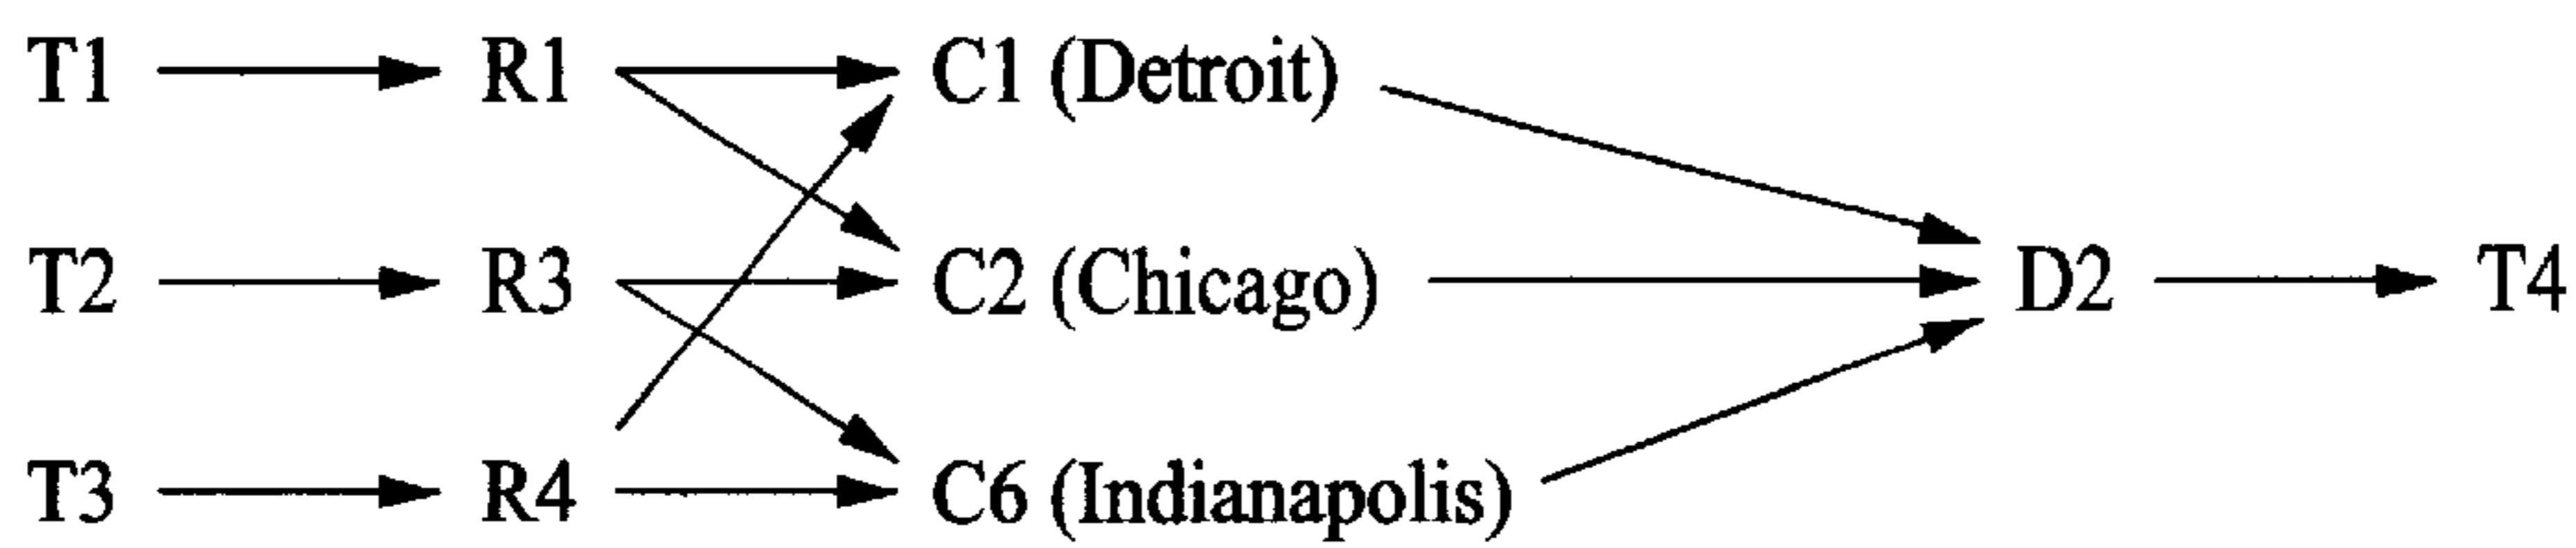 T1 R1 C1 (Detroit)
T2 R3 C2 (Chicago) D2 T4
T3 R4 C6 (Indianapolis)